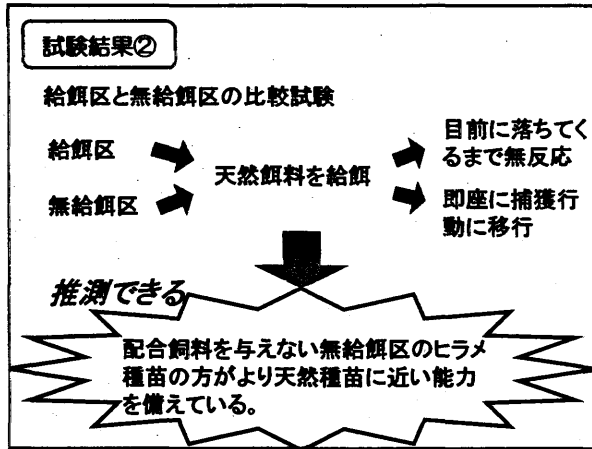 試験結果②
給餌区と無給餌区の比較試験
給餌区
無給餌区
天然餌料を給餌
目前に落ちてく
るまで無反応
即座に捕獲行
動に移行
推測できる
配合飼料を与えない無給餌区のヒラメ
種苗の方がより天然種苗に近い能力
を備えている。